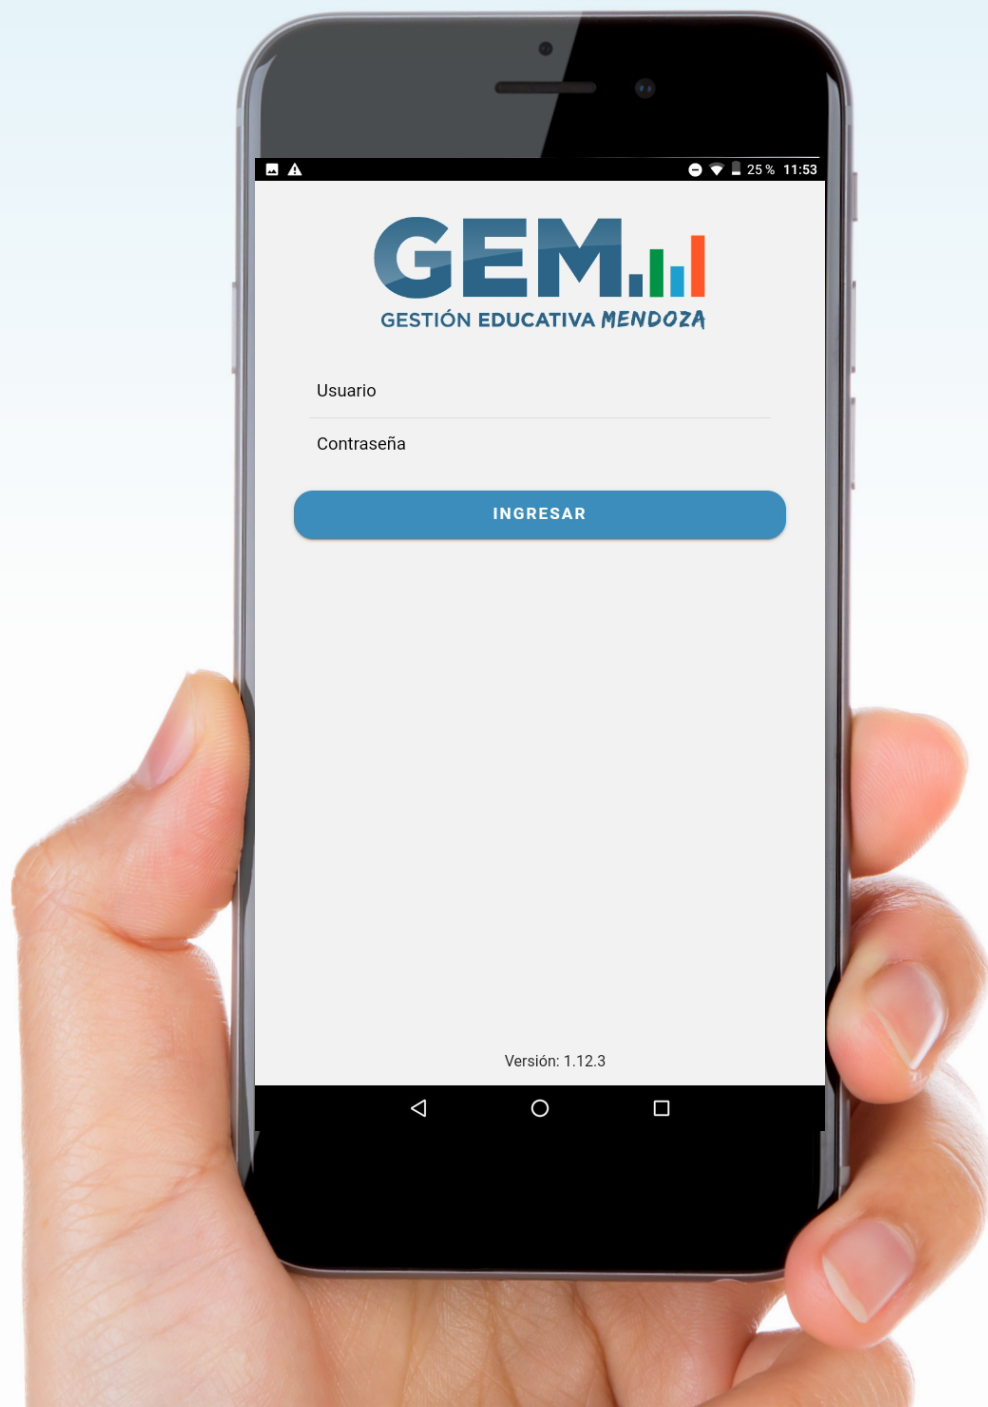 25 % 11:53
GEM
GESTIÓN EDUCATIVA MENDOZA
Usuario
Contraseña
INGRESAR
Versión: 1.12.3